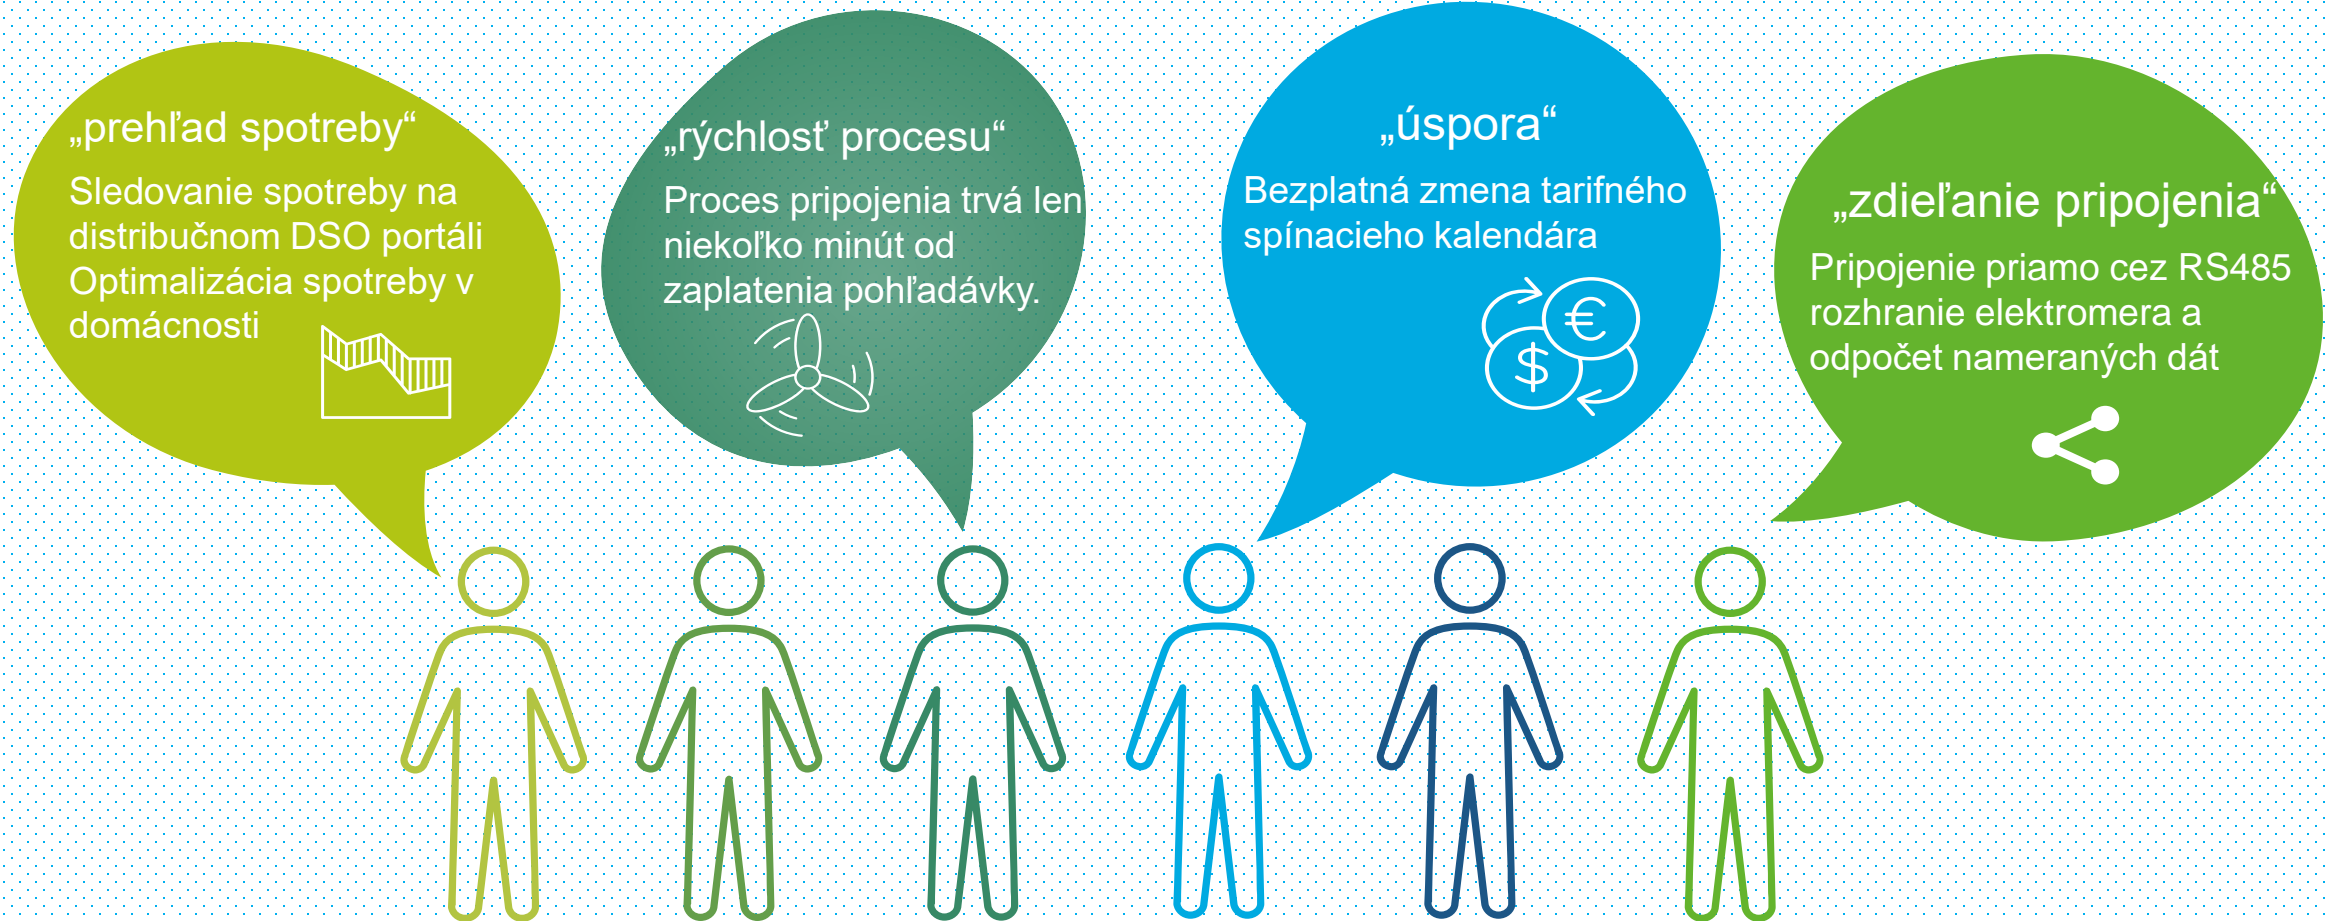 „prehľad spotreby“
Sledovanie spotreby na
distribučnom DSO portáli
Optimalizácia spotreby v
domácnosti
„rýchlosť procesu“
Proces pripojenia trvá len
niekoľko minút od
zaplatenia pohľadávky.
„úspora“
Bezplatná zmena tarifného
spínacieho kalendára
€
$
„zdieľanie pripojenia“
Pripojenie priamo cez RS485
rozhranie elektromera a
odpočet nameraných dát